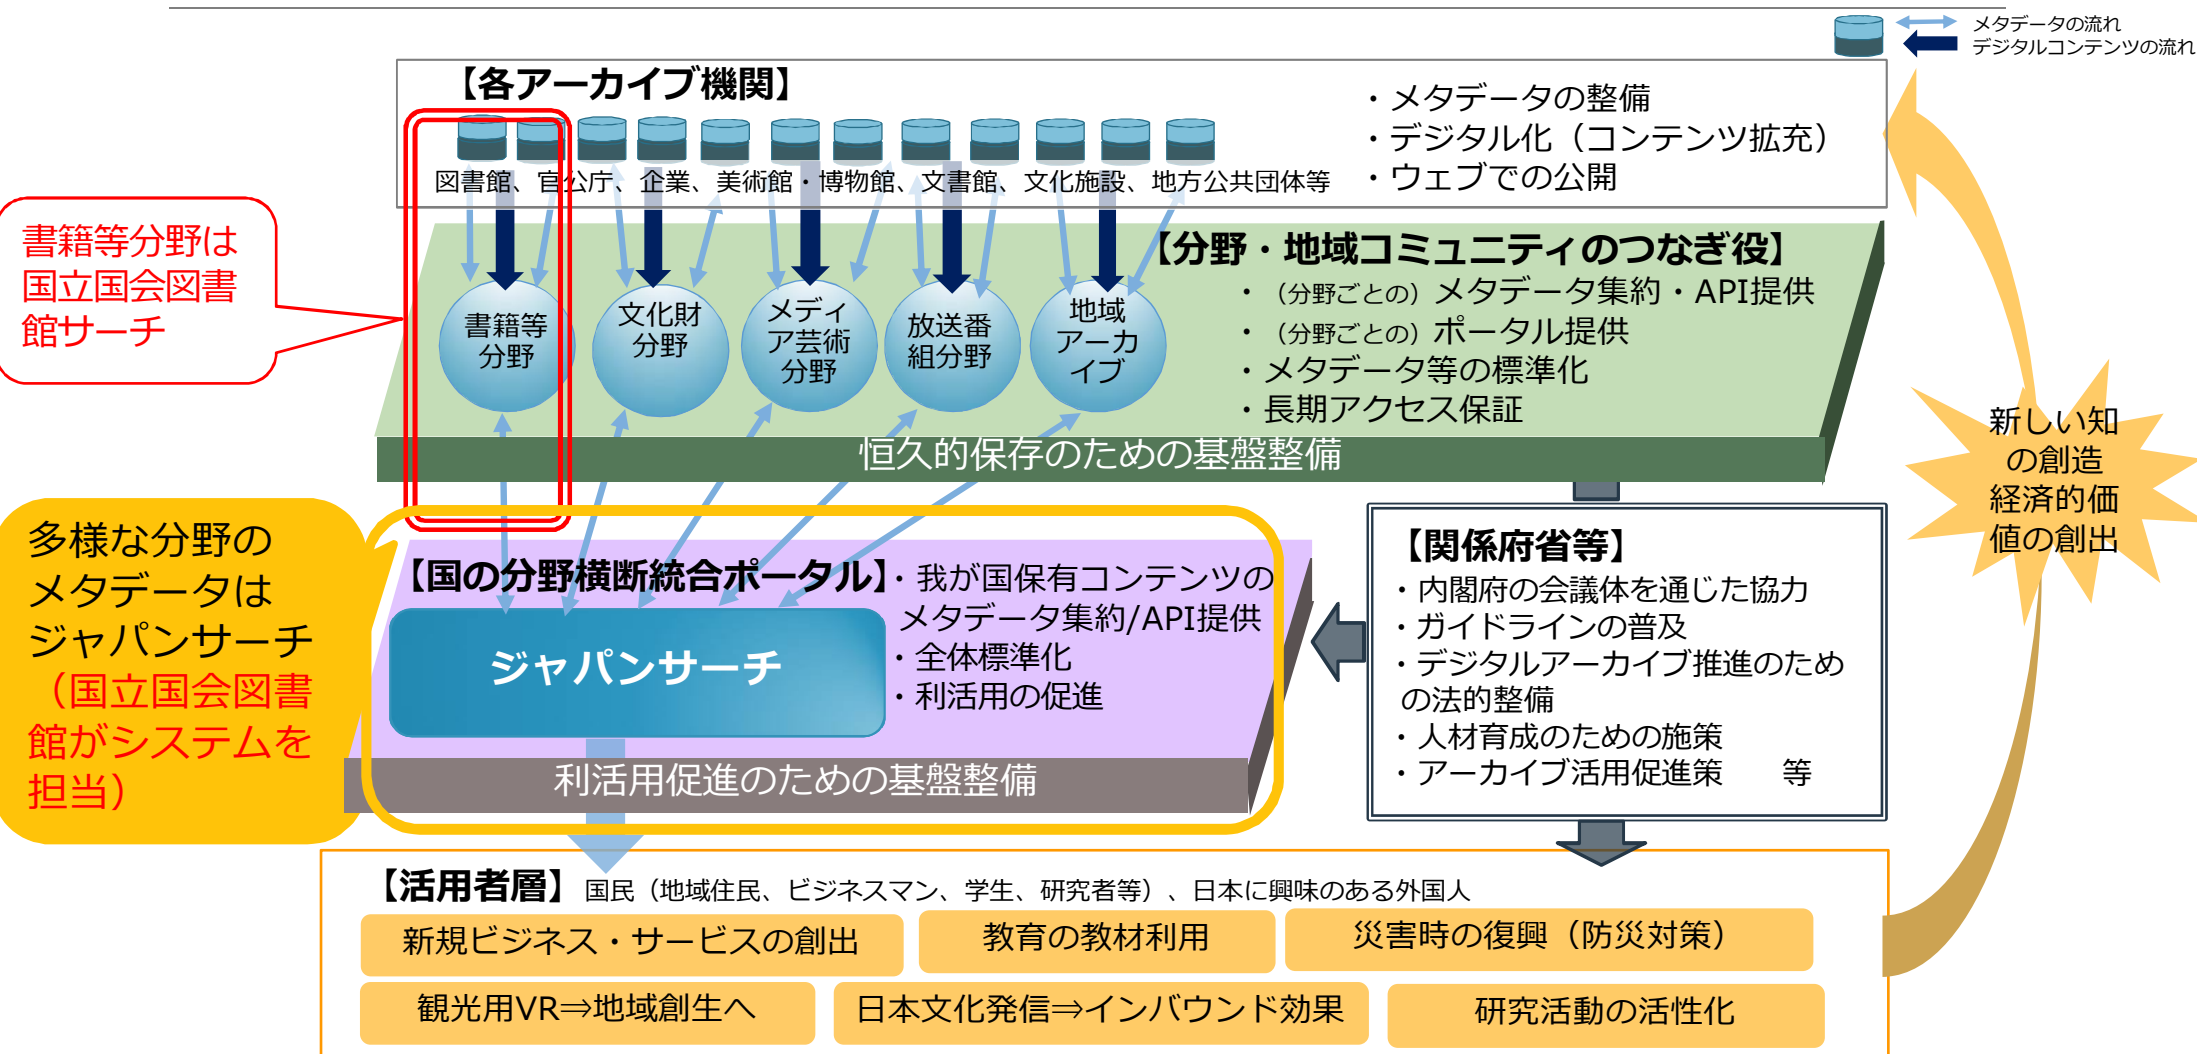 メタデータの流れ
デジタルコンテンツの流れ
【各アーカイブ機関】
・メタデータの整備
・デジタル化（コンテンツ拡充）
・ウェブでの公開
図書館、官公庁、企業、美術館・博物館、文書館、文化施設、地方公共団体等
書籍等分野は
国立国会図書
館サーチ
【分野・地域コミュニティのつなぎ役】
・（分野ごとの）メタデータ集約・API提供
・（分野ごとの）ポータル提供
・メタデータ等の標準化
・長期アクセス保証
書籍等
分野
文化財
分野
メディ
ア芸術
分野
放送番
組分野
地域
アーカ
イブ
恒久的保存のための基盤整備
新しい知
の創造
経済的価
値の創出
多様な分野の
メタデータは
ジャパンサーチ
（国立国会図書
館がシステムを
担当）
【国の分野横断統合ポータル】
・我が国保有コンテンツの
メタデータ集約/API提供
・全体標準化
・利活用の促進
ジャパンサーチ
利活用促進のための基盤整備
【関係府省等】
・内閣府の会議体を通じた協力
・ガイドラインの普及
・デジタルアーカイブ推進のため
の法的整備
・人材育成のための施策
・アーカイブ活用促進策　　等
【活用者層】国民（地域住民、ビジネスマン、学生、研究者等）、日本に興味のある外国人
新規ビジネス・サービスの創出
教育の教材利用
災害時の復興（防災対策）
観光用VR⇒地域創生へ
日本文化発信⇒インバウンド効果
研究活動の活性化